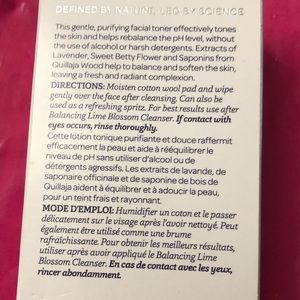 DEFINED BY NATURE, LED BY SCIENCE
This gentle, purifying facial toner effectively tones
the skin and helps rebalance the pH level, without
the use of alcohol or harsh detergents. Extracts of
Lavender, Sweet Betty Flower and Saponins from
Quillaja Wood help to balance and soften the skin,
leaving a fresh and radiant complexion.
DIRECTIONS: Moisten cotton wool pad and wipe
gently over the face after cleansing. Can also be
used as a refreshing spritz. For best results use after
Balancing Lime Blossom Cleanser. If contact with
eyes occurs, rinse thoroughly.
Cette lotion tonique purifiante et douce raffermit
efficacement la peau et aide à rééquilibrer le
niveau de pH sans utiliser d'alcool ou de
détergents agressifs. Les extraits de lavande, de
saponaire officinale et de saponine de bois de
Quillaja aident à équilibrer et à adoucir la peau,
pour un teint frais et rayonnant.
MODE D'EMPLOI: Humidifier un coton et le passer
délicatement sur le visage après l'avoir nettoyé. Peut
également être utilisé comme une brume
rafraîchissante. Pour obtenir les meilleurs résultats,
utiliser après avoir appliqué le Balancing Lime
Blossom Cleanser. En cas de contact avec les yeux,
rincer abondamment.